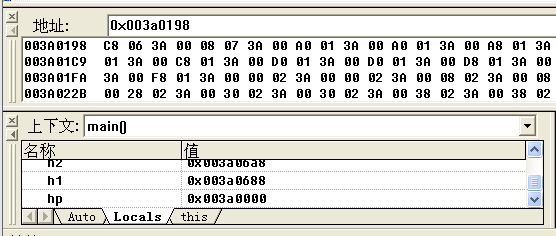 地址: 0x003a0198
003A0198 C8 06 3A 00 08 07 3A 00 A0 01 3A 00 A0 01 3A 00 A8 01 3A
003A01C9 01 3A 00 C8 01 3A 00 D0 01 3A 00 D0 01 3A 00 D8 01 3A 00
003A01FA 3A 00 F8 01 3A 00 00 02 3A 00 00 02 3A 00 08 02 3A 00 08
003A022B 00 28 02 3A 00 30 02 3A 00 30 02 3A 00 38 02 3A 00 38 02
上下文: main()
名称 值
h2 0x003a06a8
h1 0x003a0688
hp 0x003a0000
Auto Locals this